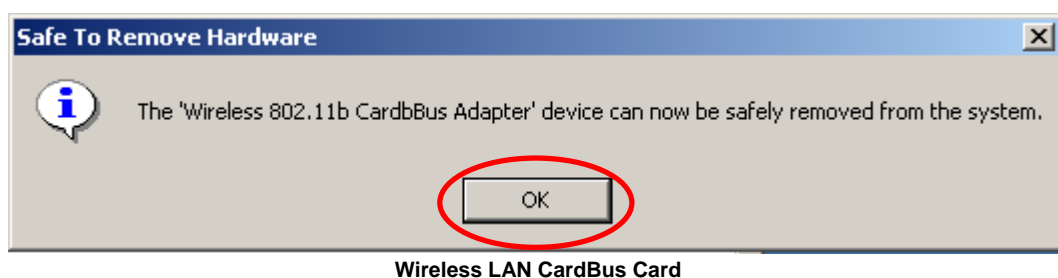 Safe To Remove Hardware
The 'Wireless 802.11b CardbBus Adapter' device can now be safely removed from the system.
OK
Wireless LAN CardBus Card